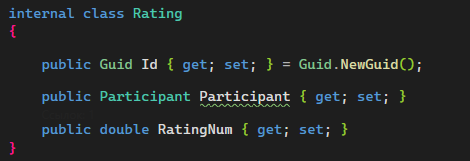 internal class Rating
{
public Guid Id { get; set; } = Guid.NewGuid();
public Participant Participant { get; set; }
public double RatingNum { get; set; }
}